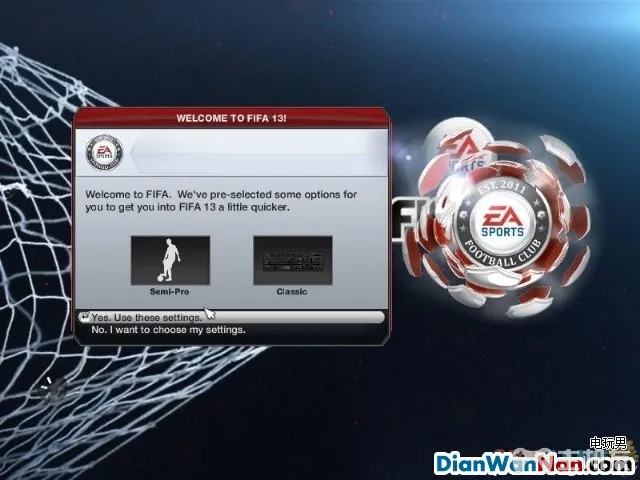 WELCOME TO FIFA 13!
EA
SPORTS
Welcome to FIFA. We've pre-selected some options for
you to get you into FIFA 13 a little quicker.
Semi-Pro
Classic
Yes. Use these settings.
No. I want to choose my settings.
EST. 2011
EA
SPORTS
FOOTBALL CLUB
电玩男
DianWanNan.com